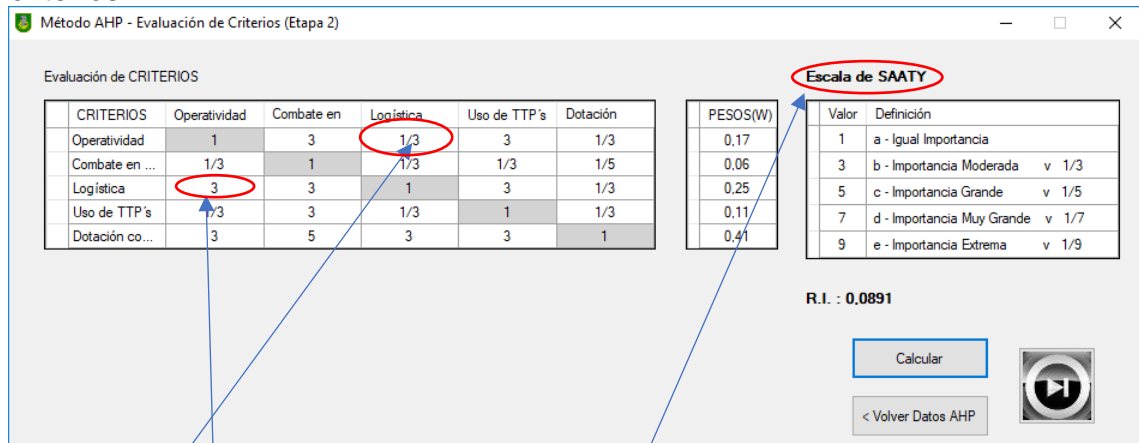 Método AHP - Evaluación de Criterios (Etapa 2)
Evaluación de CRITERIOS
Escala de SAATY
CRITERIOS Operatividad Combate en Logística Uso de TTP´s Dotación
Operatividad 1 3 1/3 3 1/3
Combate en ... 1/3 1 1/3 1/3 1/5
Logística 3 3 1 3 1/3
Uso de TTP´s 1/3 3 1/3 1 1/3
Dotación co... 3 5 3 3 1
PESOS(W)
0,17
0,06
0,25
0,11
0,41
Valor Definición
1 a - Igual Importancia
3 b - Importancia Moderada v 1/3
5 c - Importancia Grande v 1/5
7 d - Importancia Muy Grande v 1/7
9 e - Importancia Extrema v 1/9
R.I. : 0,0891
Calcular
< Volver Datos AHP